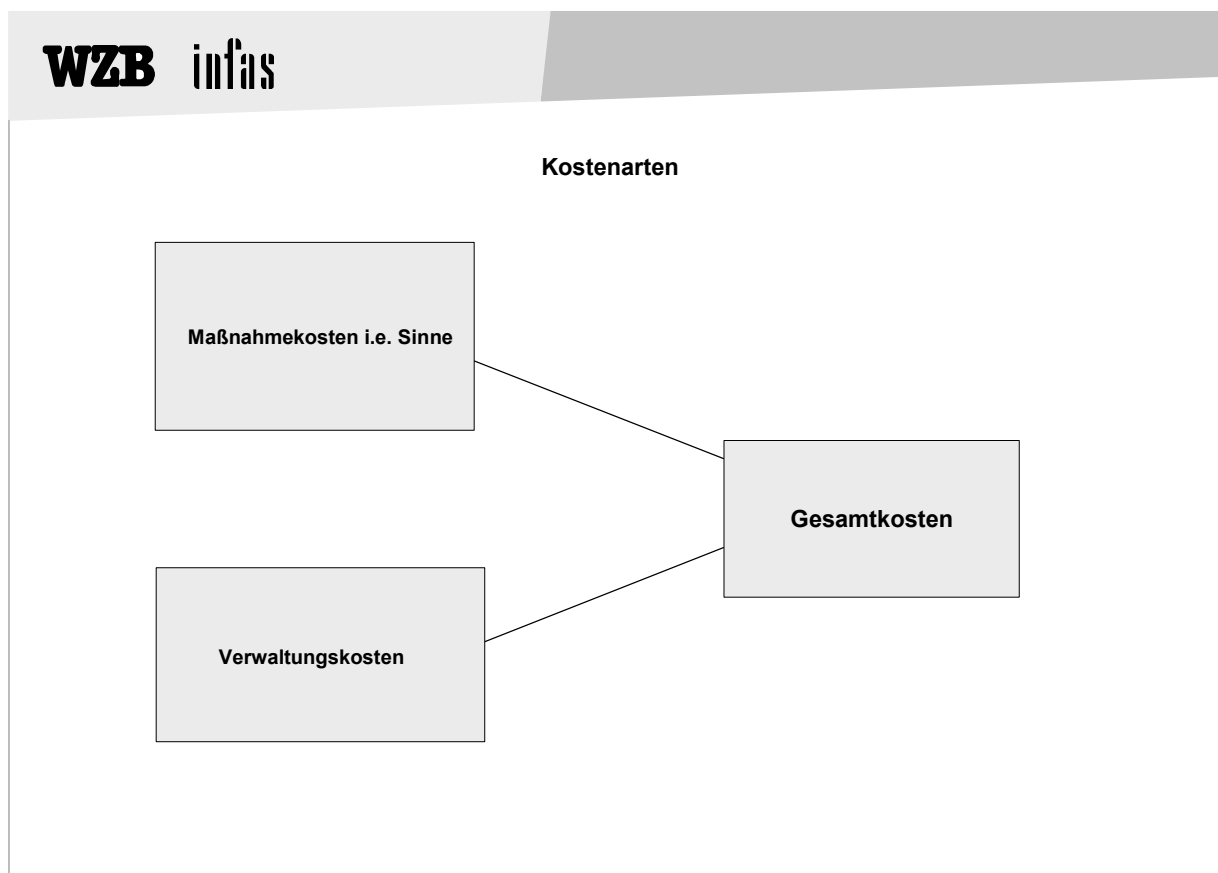 WZB infas
Kostenarten
Maßnahmekosten i.e. Sinne
Gesamtkosten
Verwaltungskosten